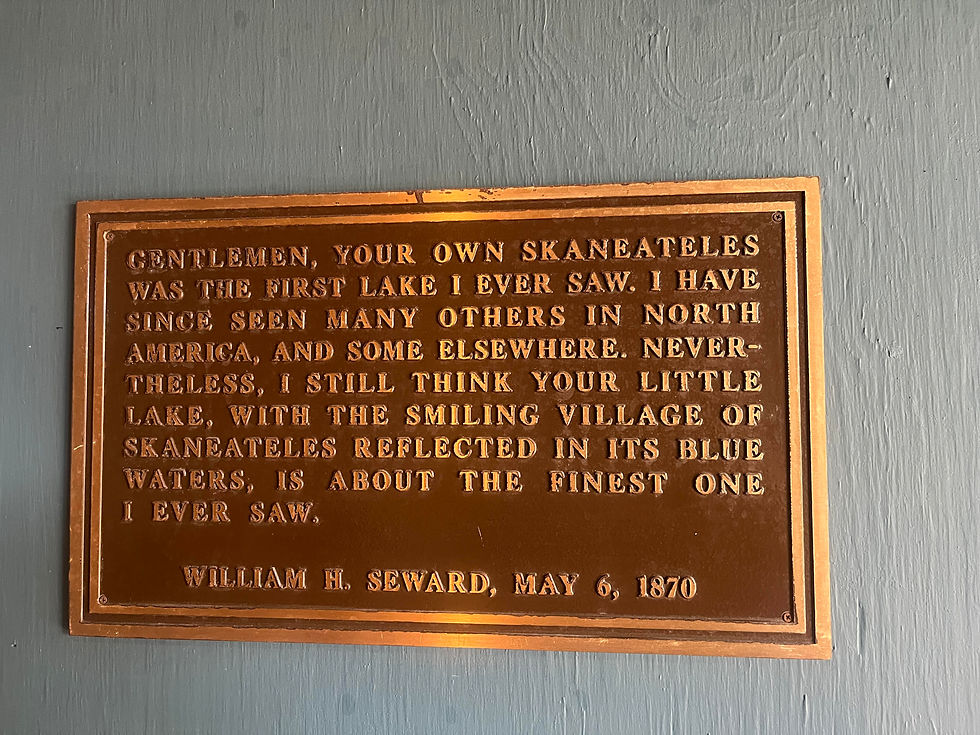 GENTLEMEN, YOUR OWN SKANEATELES
WAS THE FIRST LAKE I EVER SAW. I HAVE
SINCE SEEN MANY OTHERS IN NORTH
AMERICA, AND SOME ELSEWHERE. NEVER-
THELESS, I STILL THINK YOUR LITTLE
LAKE, WITH THE SMILING VILLAGE OF
SKANEATELES REFLECTED IN ITS BLUE
WATERS, IS ABOUT THE FINEST ONE
I EVER SAW.
WILLIAM H. SEWARD, MAY 6, 1870